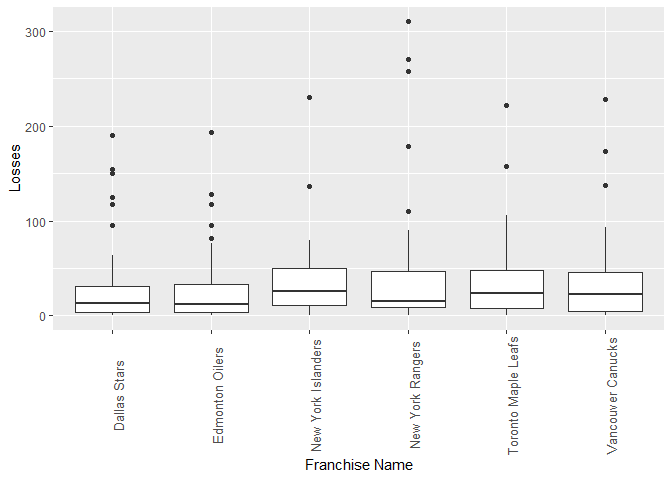 300
200
100
0
Losses
Dallas Stars
Edmonton Oilers
New York Islanders
New York Rangers
Toronto Maple Leafs
Vancouver Canucks
Franchise Name